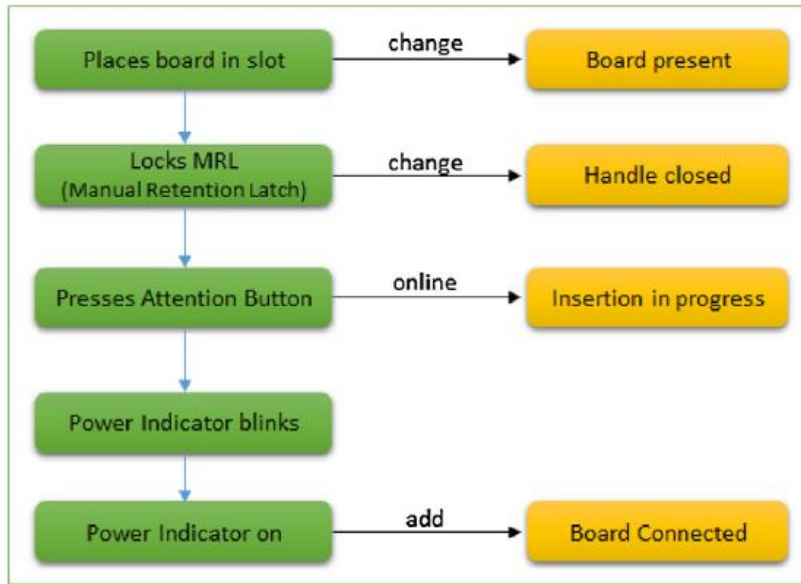 Places board in slot
change
Board present
Locks MRL
(Manual Retention Latch)
change
Handle closed
Presses Attention Button
online
Insertion in progress
Power Indicator blinks
Power Indicator on
add
Board Connected